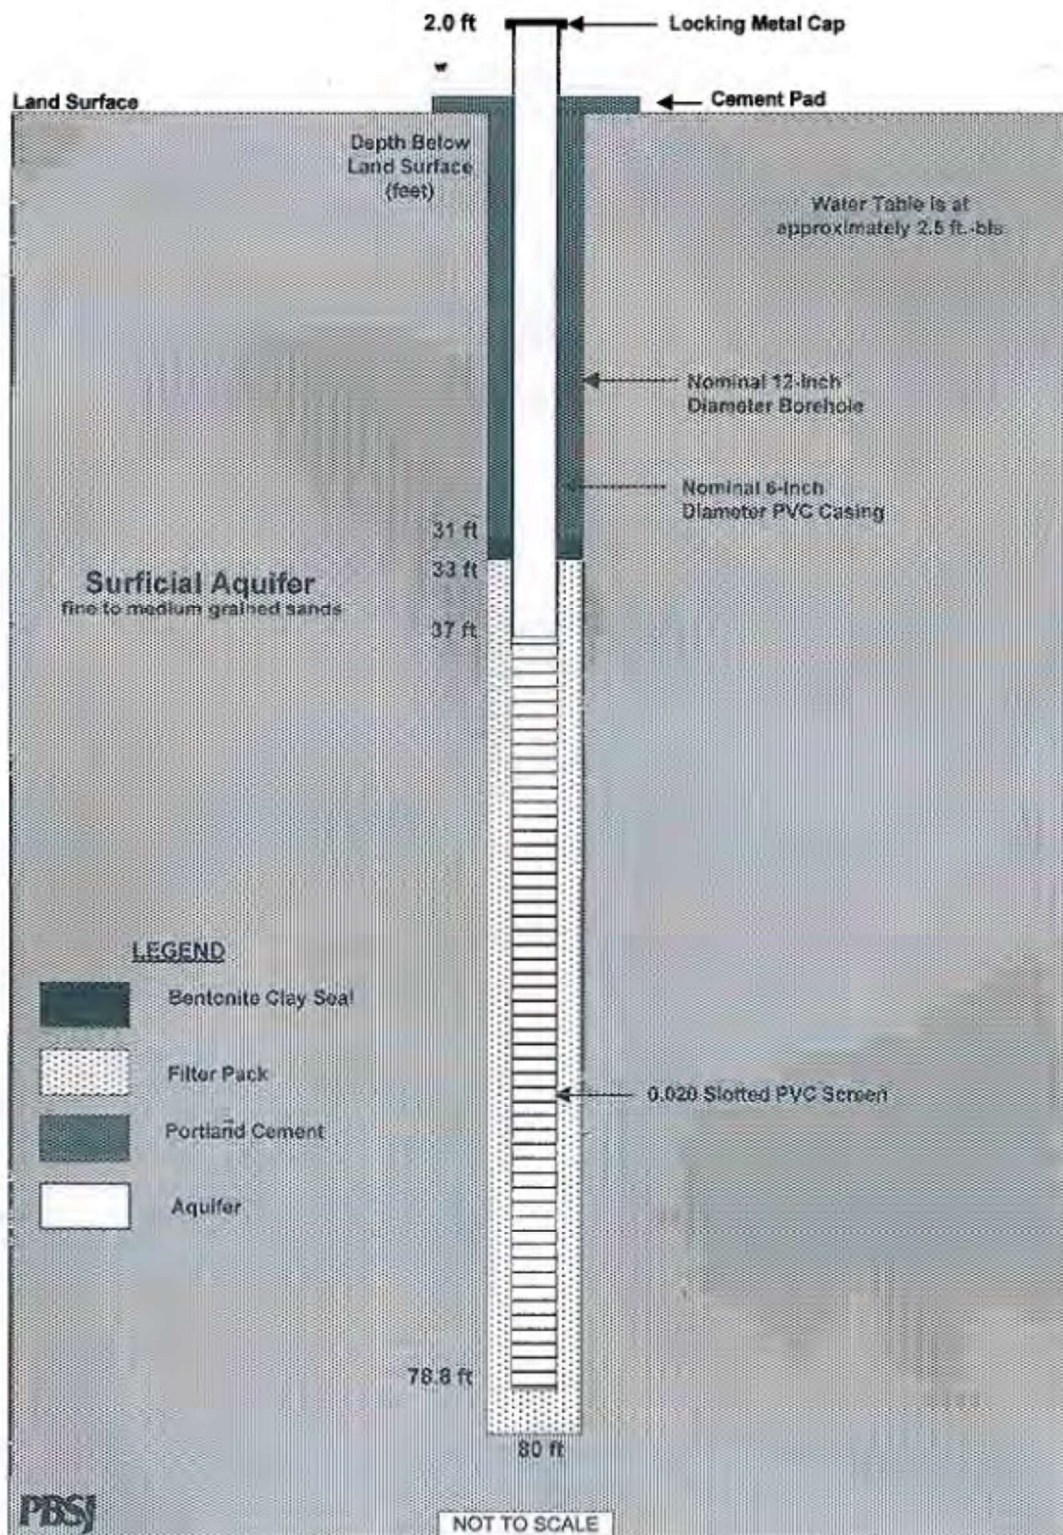 2.0 ft
Locking Metal Cap
Land Surface
Cement Pad
Depth Below
Land Surface
(feet)
Water Table is at
approximately 2.5 ft.-bls
Nominal 12-Inch
Diameter Borehole
Nominal 6-Inch
Diameter PVC Casing
31 ft
33 ft
Surficial Aquifer
fine to medium grained sands
37 ft
LEGEND
Bentonite Clay Seal
Filter Pack
0.020 Slotted PVC Screen
Portland Cement
Aquifer
78.8 ft
80 ft
PBSJ
NOT TO SCALE